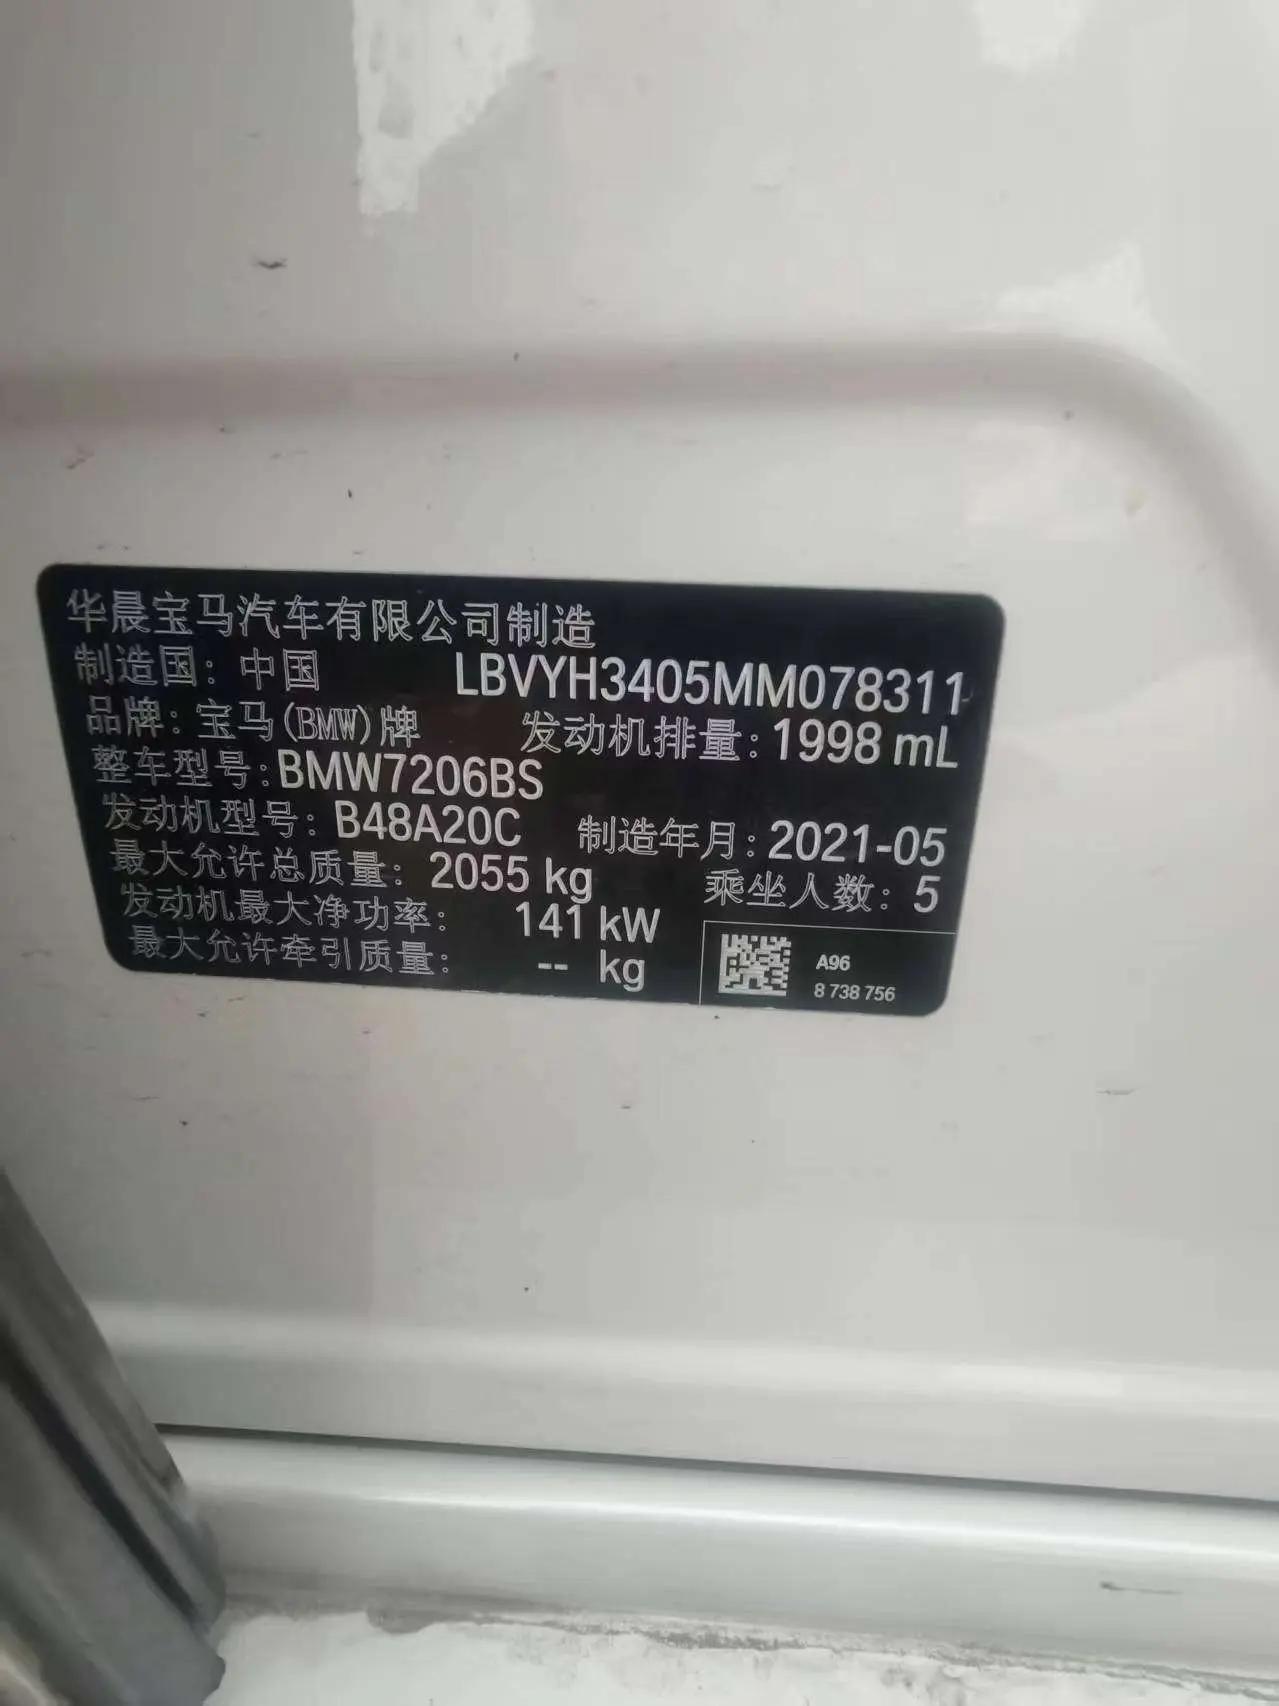 华晨宝马汽车有限公司制造
制造国：中国 LBVYH3405MM078311
品牌：宝马(BMW)牌 发动机排量：1998 mL
整车型号：BMW7206BS
发动机型号：B48A20C 制造年月：2021-05
最大允许总质量：2055 kg 乘坐人数：5
发动机最大净功率：141 kW
最大允许牵引质量：-- kg
A96
8 738 756